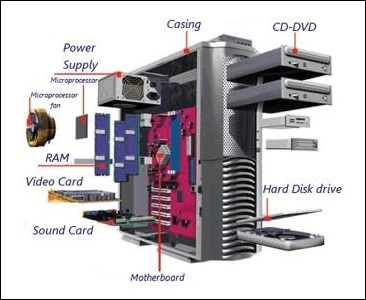 Casing
CD-DVD
Power
Supply
Microprocessor
Microprocessor
fan
RAM
Video Card
Hard Disk drive
Sound Card
Motherboard